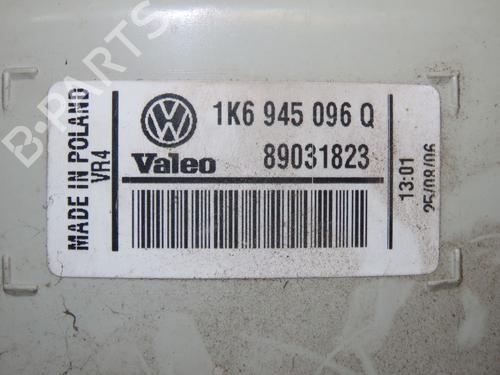 MADE IN POLAND
VR4
1K6 945 096 Q
Valeo
89031823
13:01
25/08/06
B-PARTS